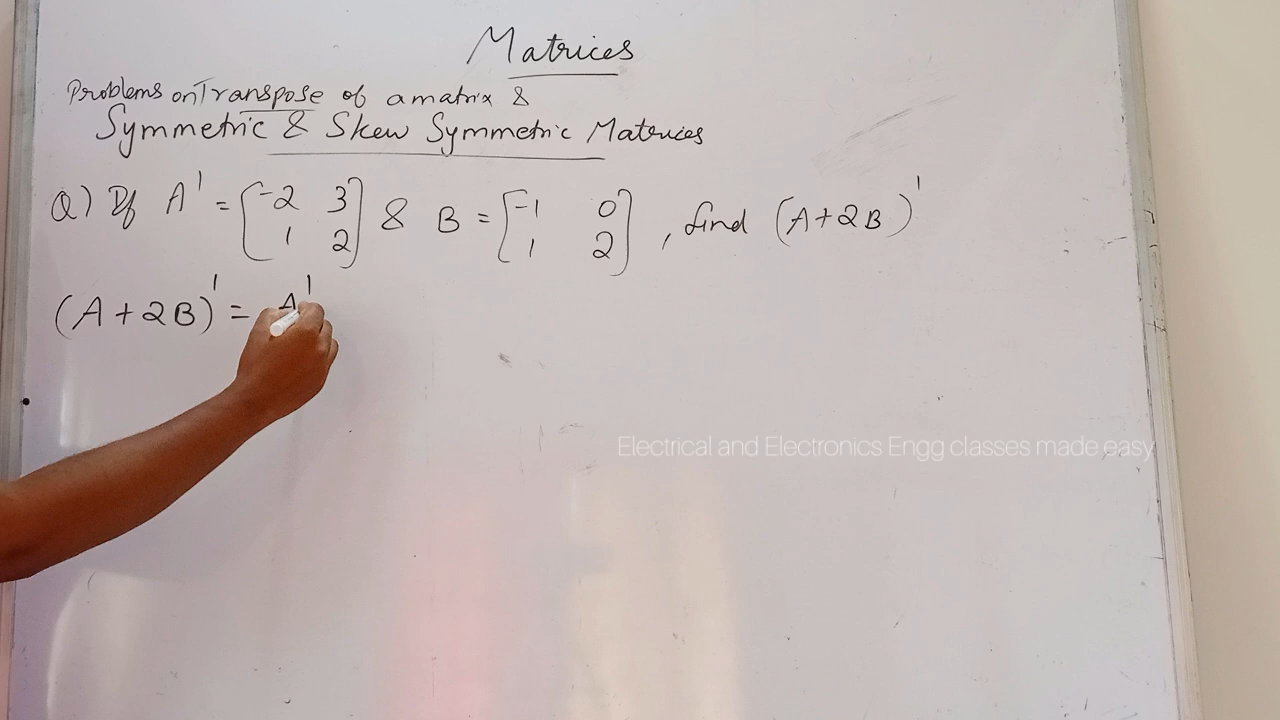 Matrices
Problems on Transpose of a matrix &
Symmetric & Skew Symmetric Matrices
Q) If A' = [-2 3 & B = [-1 0 , find (A+2B)'
1 2] 1 2]
(A+2B)' = A'
Electrical and Electronics Engg classes made easy